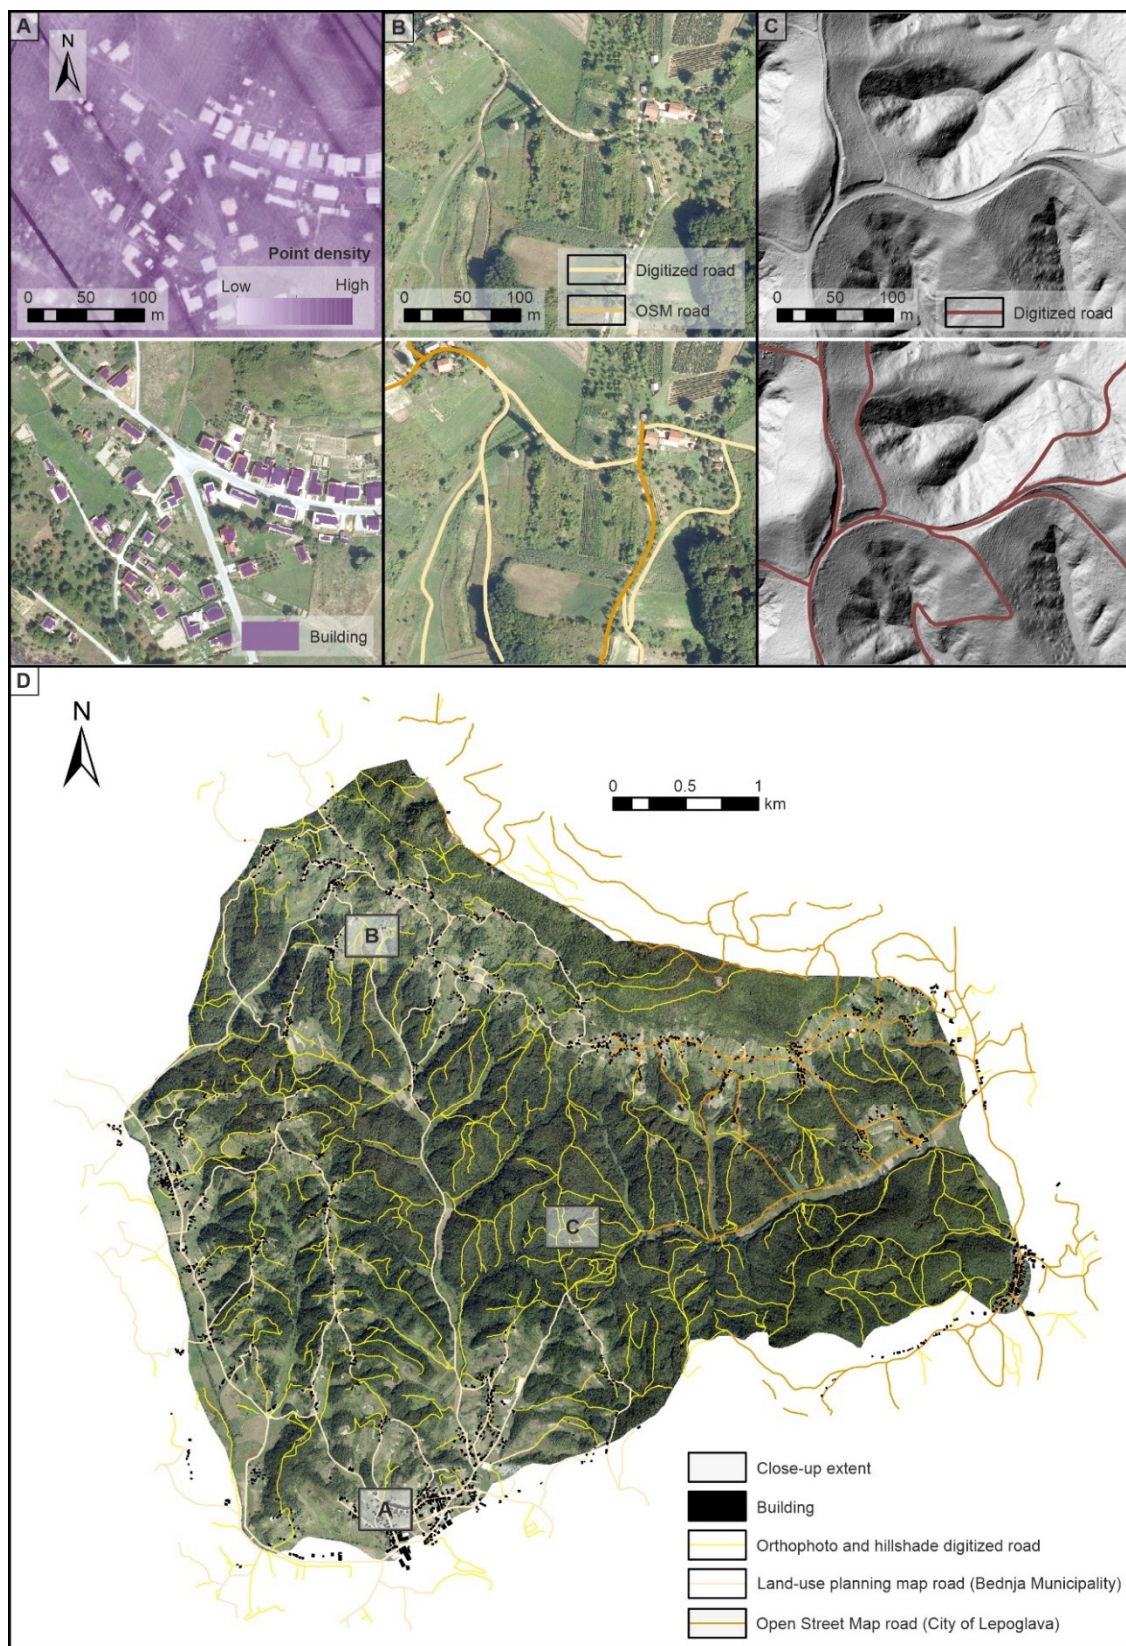 A
N
Point density
Low High
0 50 100
m
B
Digitized road
0 50 100
m
OSM road
C
0 50 100
m
Digitized road
Building
D
N
0 0.5 1
km
B
C
A
Close-up extent
Building
Orthophoto and hillshade digitized road
Land-use planning map road (Bednja Municipality)
Open Street Map road (City of Lepoglava)